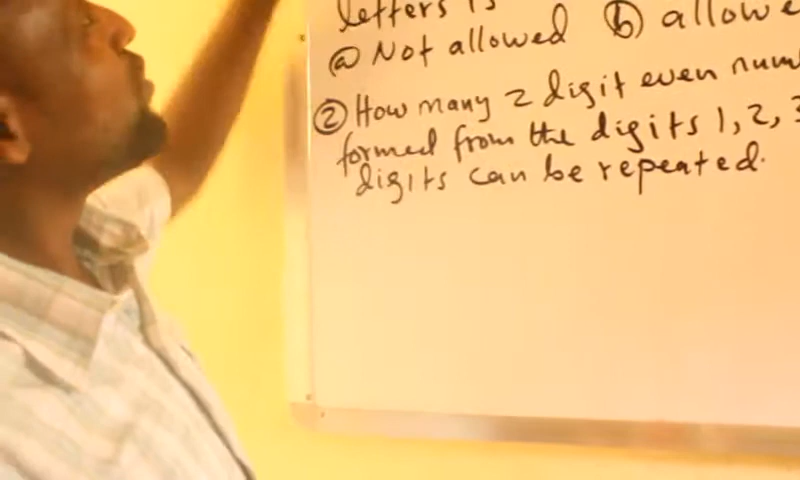 letters is
ⓐ Not allowed ⓑ allowe
② How many 2 digit even num
formed from the digits 1, 2, 3
digits can be repeated.